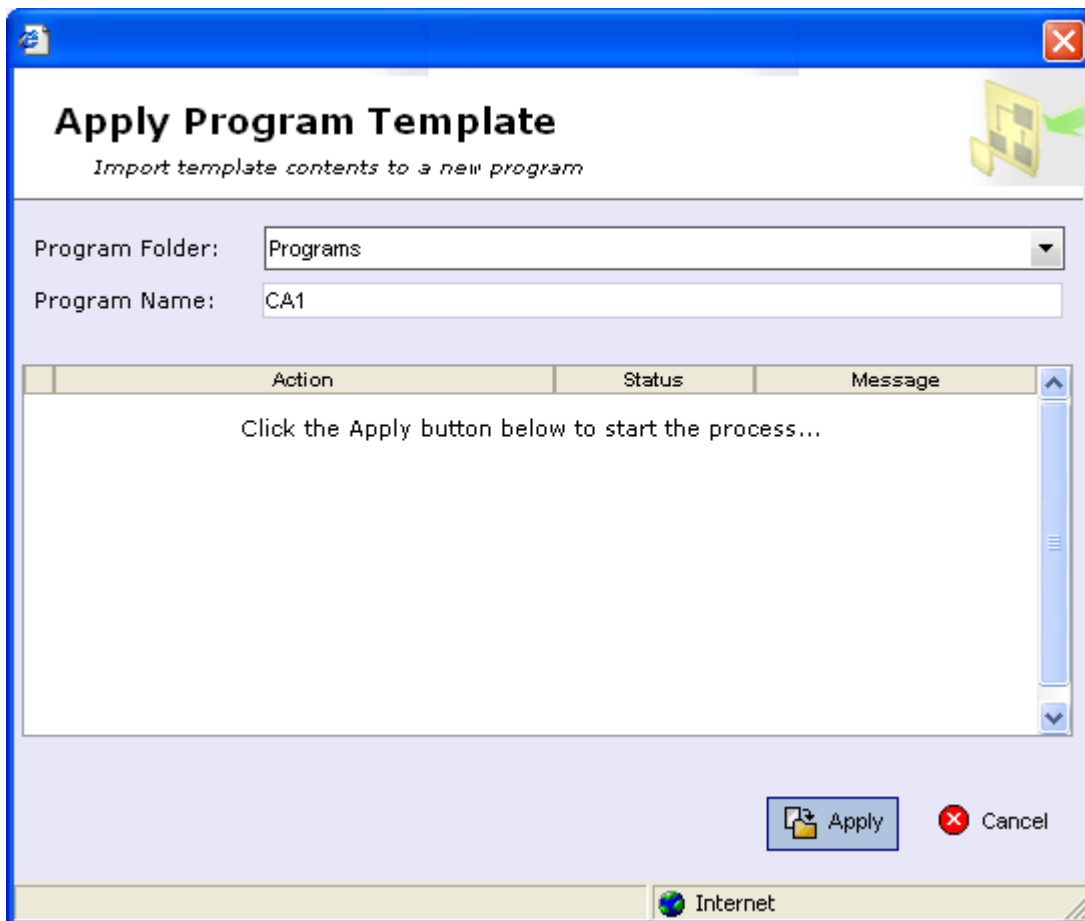 Apply Program Template
Import template contents to a new program
Program Folder: Programs
Program Name: CA1
Action Status Message
Click the Apply button below to start the process...
Apply Cancel
Internet